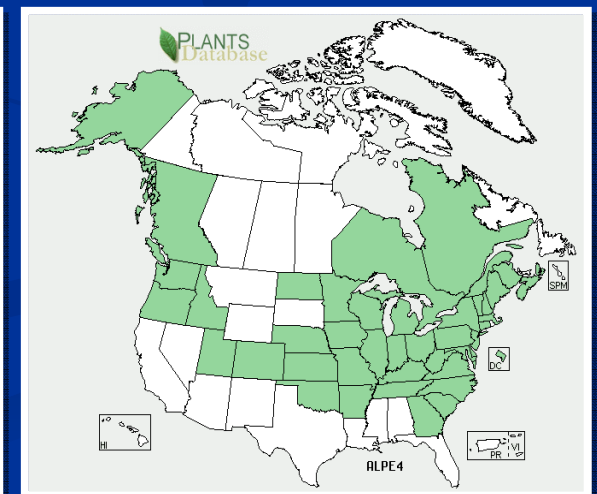 PLANTS
Database
SPM
DC
HI
PR
VI
ALPE4